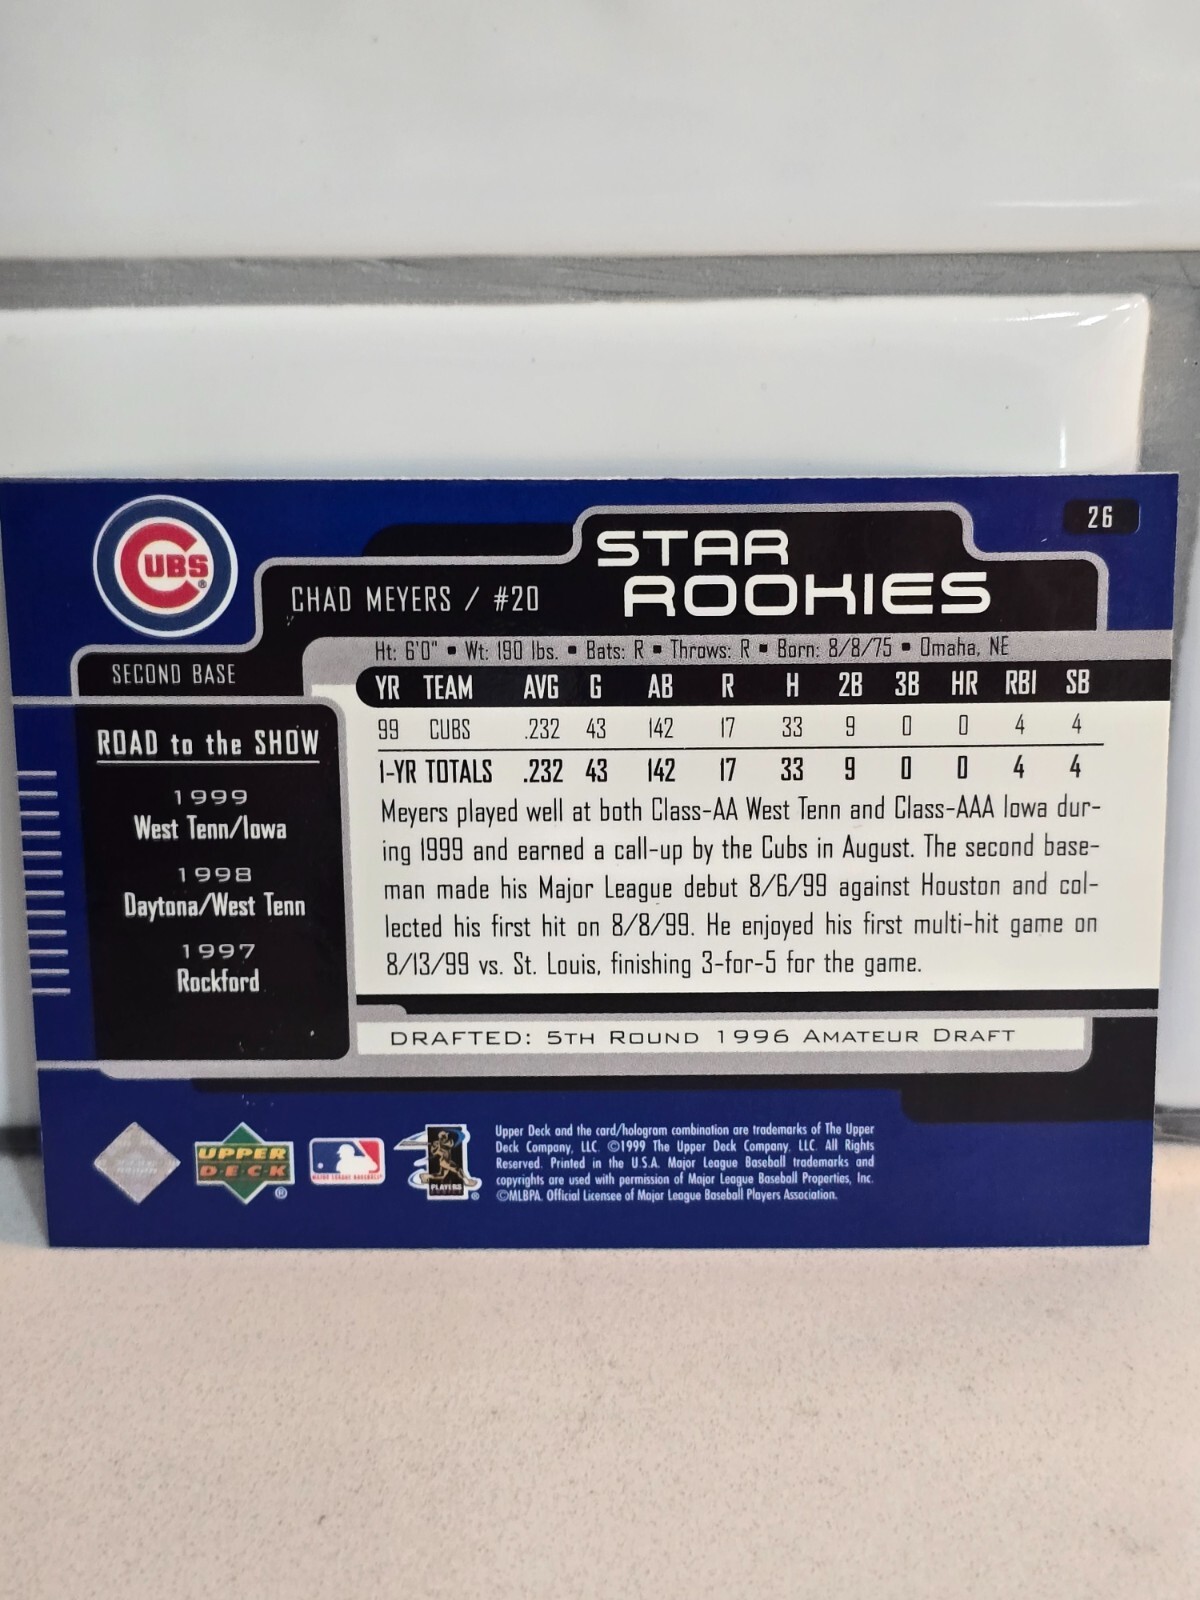 26
CUBS
STAR
ROOKIES
CHAD MEYERS / #20
SECOND BASE
Ht: 6'0" ▪ Wt: 190 lbs. ▪ Bats: R ▪ Throws: R ▪ Born: 8/8/75 ▪ Omaha, NE
YR TEAM AVG G AB R H 2B 3B HR RBI SB
99 CUBS .232 43 142 17 33 9 0 0 4 4
1-YR TOTALS .232 43 142 17 33 9 0 0 4 4
Meyers played well at both Class-AA West Tenn and Class-AAA Iowa dur-
ing 1999 and earned a call-up by the Cubs in August. The second base-
man made his Major League debut 8/6/99 against Houston and col-
lected his first hit on 8/8/99. He enjoyed his first multi-hit game on
8/13/99 vs. St. Louis, finishing 3-for-5 for the game.
ROAD to the SHOW
1999
West Tenn/Iowa
1998
Daytona/West Tenn
1997
Rockford
DRAFTED: 5TH ROUND 1996 AMATEUR DRAFT
UPPER
D·E·C·K
®
MAJOR LEAGUE BASEBALL
PLAYERS
®
Upper Deck and the card/hologram combination are trademarks of The Upper
Deck Company, LLC. ©1999 The Upper Deck Company, LLC. All Rights
Reserved. Printed in the U.S.A. Major League Baseball trademarks and
copyrights are used with permission of Major League Baseball Properties, Inc.
©MLBPA. Official Licensee of Major League Baseball Players Association.